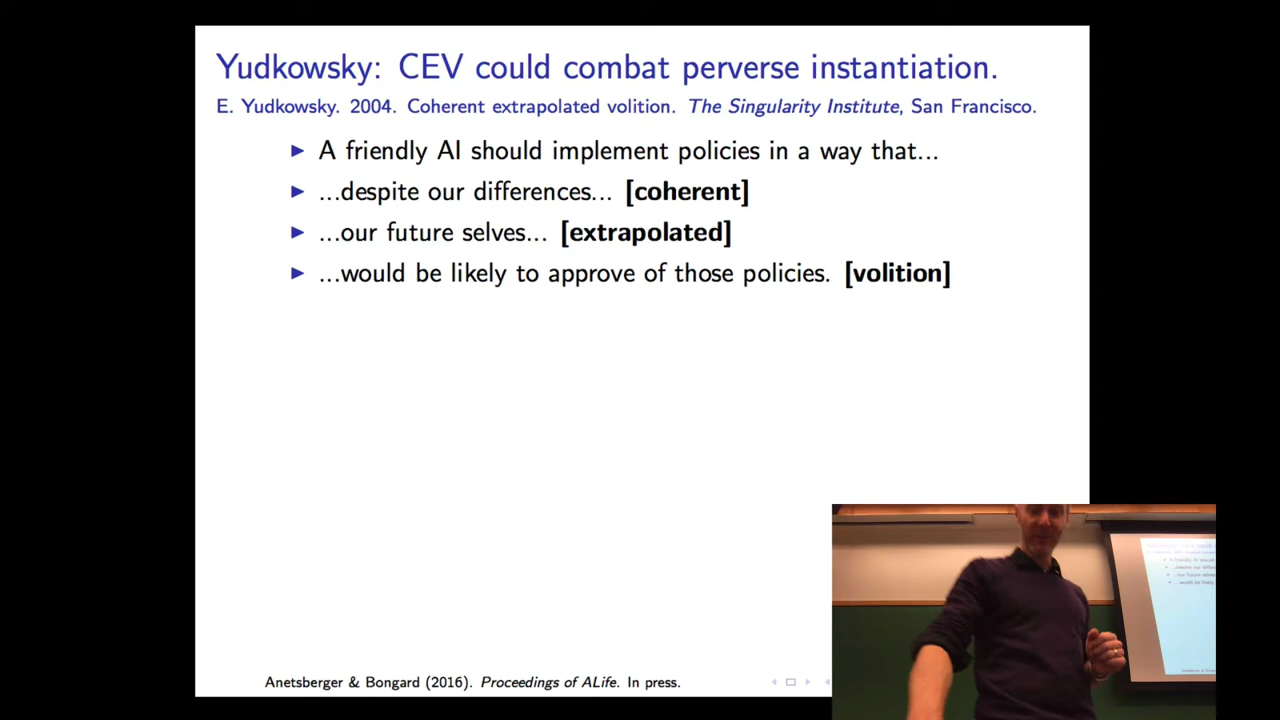 Yudkowsky: CEV could combat perverse instantiation.
E. Yudkowsky. 2004. Coherent extrapolated volition. The Singularity Institute, San Francisco.
▶ A friendly AI should implement policies in a way that...
▶ ...despite our differences... [coherent]
▶ ...our future selves... [extrapolated]
▶ ...would be likely to approve of those policies. [volition]
Anetsberger & Bongard (2016). Proceedings of ALife. In press.